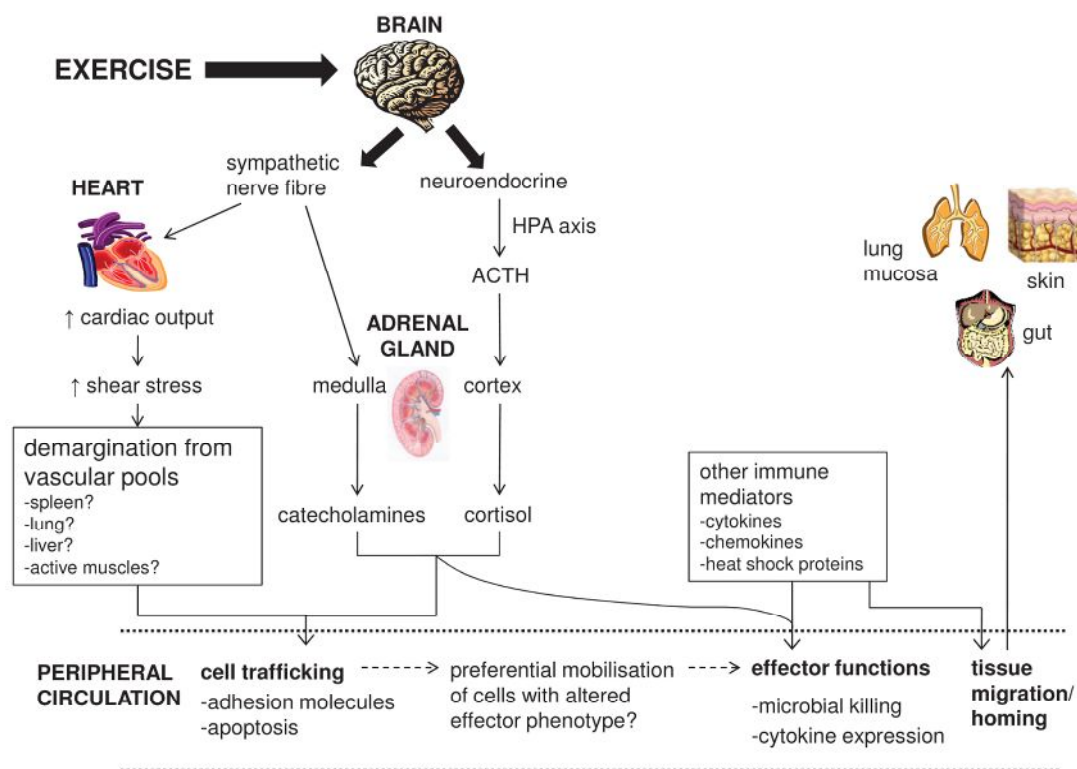 BRAIN
EXERCISE
sympathetic
nerve fibre
neuroendocrine
HEART
HPA axis
lung
mucosa
skin
ACTH
gut
↑ cardiac output
ADRENAL
GLAND
↑ shear stress
medulla
cortex
demargination from
vascular pools
-spleen?
-lung?
-liver?
-active muscles?
catecholamines
cortisol
other immune
mediators
-cytokines
-chemokines
-heat shock proteins
PERIPHERAL
CIRCULATION
cell trafficking
-adhesion molecules
-apoptosis
preferential mobilisation
of cells with altered
effector phenotype?
effector functions
-microbial killing
-cytokine expression
tissue
migration/
homing